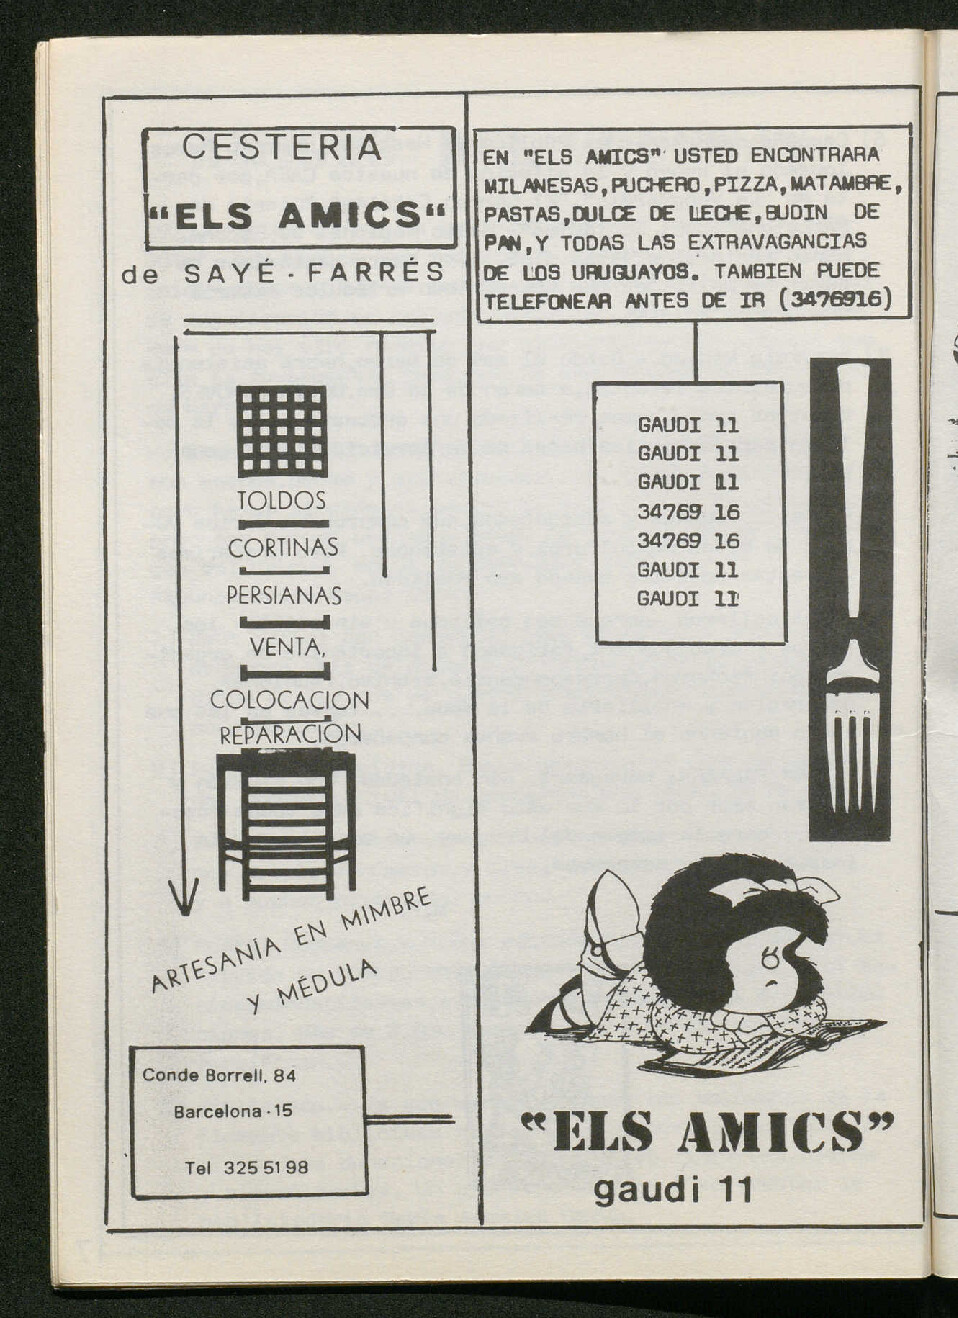 CESTERIA
“ELS AMICS“
de SAYÉ - FARRÉS
TOLDOS
CORTINAS
PERSIANAS
VENTA,
COLOCACION
REPARACIÓN
ARTESANÍA EN MIMBRE
Y MÉDULA
Conde Borrell, 84
Barcelona - 15
Tel 325 51 98
EN "ELS AMICS" USTED ENCONTRARA
MILANESAS,PUCHERO,PIZZA,MATAMBRE,
PASTAS,DULCE DE LECHE,BUDIN DE
PAN,Y TODAS LAS EXTRAVAGANCIAS
DE LOS URUGUAYOS. TAMBIEN PUEDE
TELEFONEAR ANTES DE IR (3476916)
GAUDI 11
GAUDI 11
GAUDI 11
34769 16
34769 16
GAUDI 11
GAUDI 11
“ELS AMICS”
gaudi 11